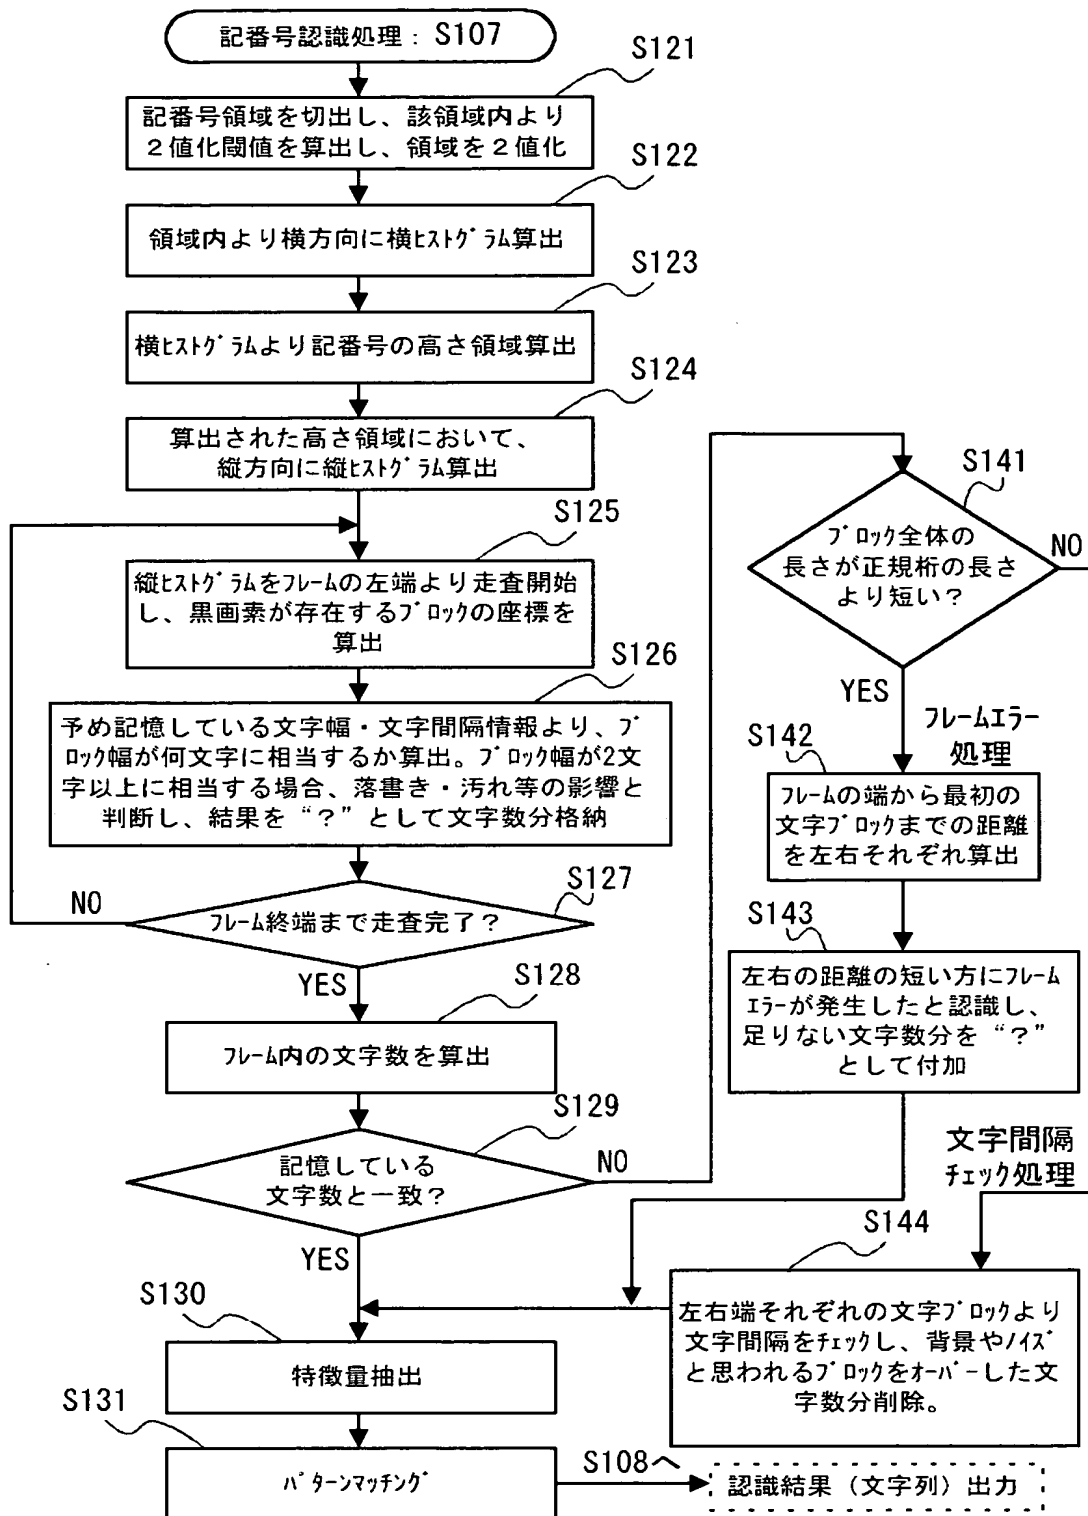 記番号認識処理：S107
S121
記番号領域を切出し、該領域内より
２値化閾値を算出し、領域を２値化
S122
領域内より横方向に横ﾋｽﾄｸﾞﾗﾑ算出
S123
横ﾋｽﾄｸﾞﾗﾑより記番号の高さ領域算出
S124
算出された高さ領域において、
縦方向に縦ﾋｽﾄｸﾞﾗﾑ算出
S125
縦ﾋｽﾄｸﾞﾗﾑをﾌﾚｰﾑの左端より走査開始
し、黒画素が存在するﾌﾞﾛｯｸの座標を
算出
S126
予め記憶している文字幅・文字間隔情報より、ﾌﾞ
ﾛｯｸ幅が何文字に相当するか算出。ﾌﾞﾛｯｸ幅が2文
字以上に相当する場合、落書き・汚れ等の影響と
判断し、結果を“？”として文字数分格納
S127
NO
ﾌﾚｰﾑ終端まで走査完了？
YES
S128
ﾌﾚｰﾑ内の文字数を算出
S129
記憶している
文字数と一致？
NO
YES
S130
特徴量抽出
S131
ﾊﾟﾀｰﾝﾏｯﾁﾝｸﾞ
S108へ
認識結果（文字列）出力
S141
ﾌﾞﾛｯｸ全体の
長さが正規桁の長さ
より短い？
NO
YES
ﾌﾚｰﾑｴﾗｰ
処理
S142
ﾌﾚｰﾑの端から最初の
文字ﾌﾞﾛｯｸまでの距離
を左右それぞれ算出
S143
左右の距離の短い方にﾌﾚｰﾑ
ｴﾗｰが発生したと認識し、
足りない文字数分を“？”
として付加
文字間隔
ﾁｪｯｸ処理
S144
左右端それぞれの文字ﾌﾞﾛｯｸより
文字間隔をﾁｪｯｸし、背景やﾉｲｽﾞ
と思われるﾌﾞﾛｯｸをｵｰﾊﾞｰした文
字数分削除。